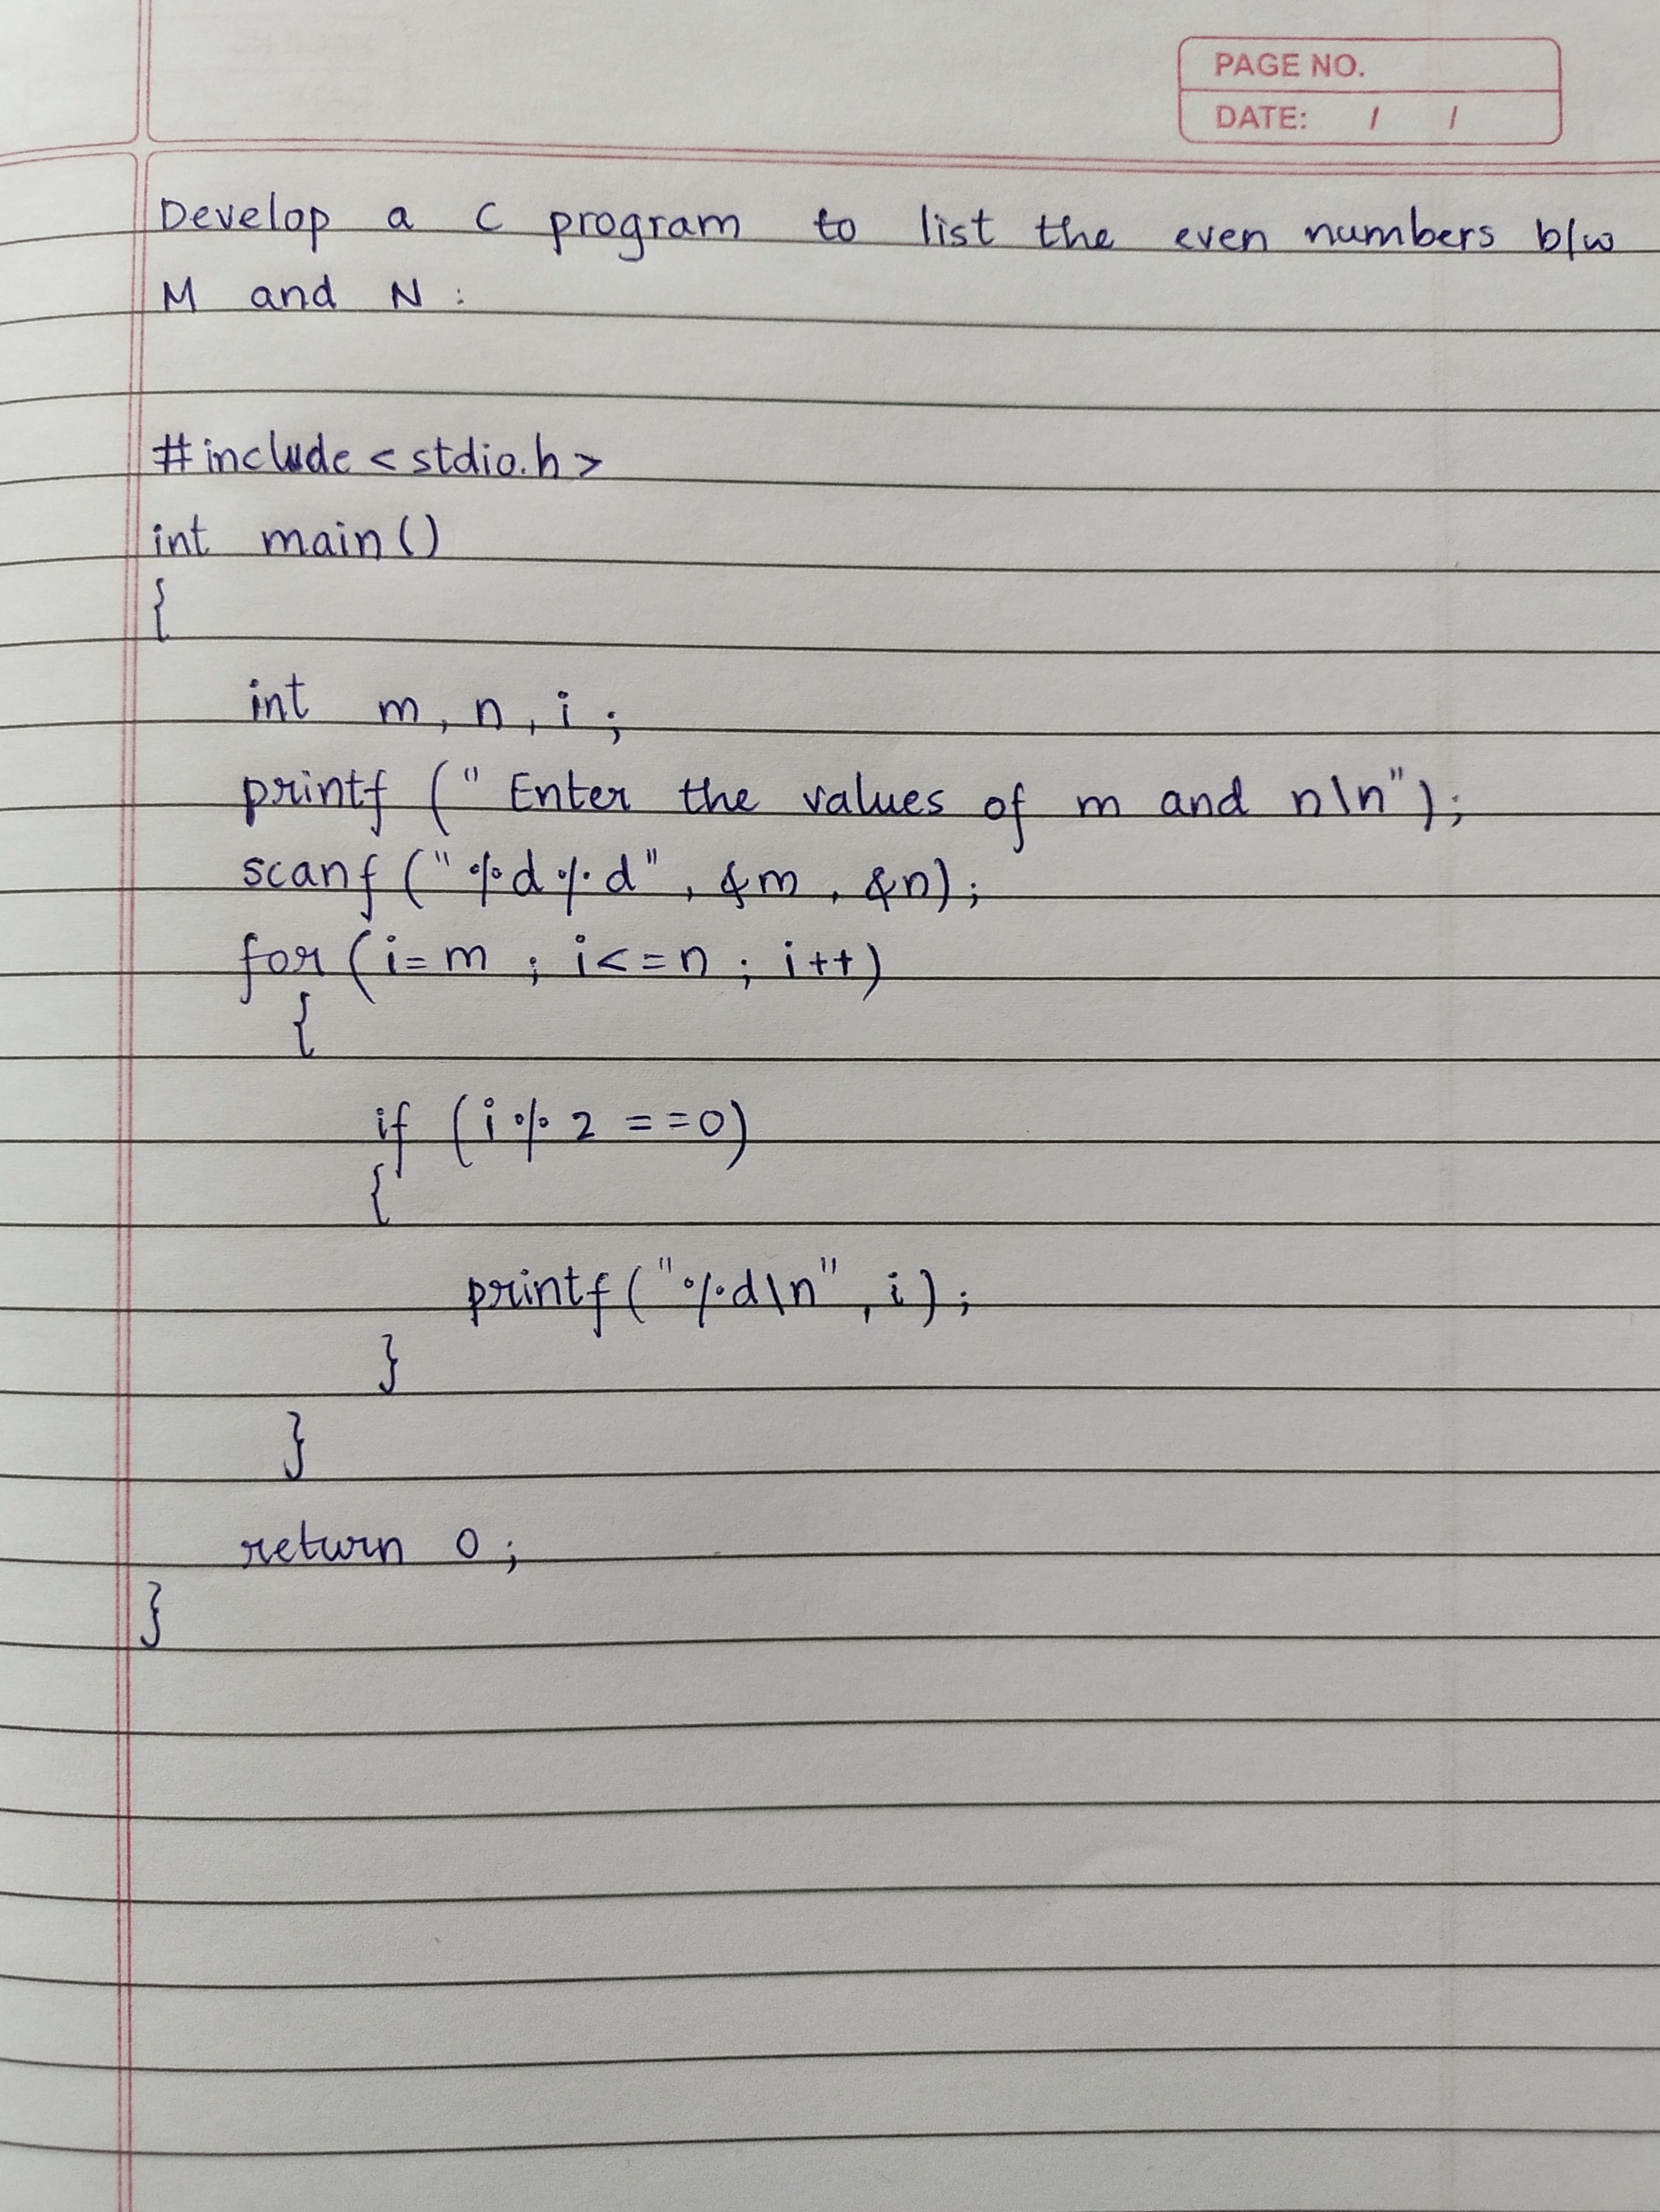 PAGE NO.
DATE: / /
Develop a C program to list the even numbers b/w
M and N :
#include <stdio.h>
int main()
{
int m, n, i;
printf (" Enter the values of m and n\n");
scanf ("%d%d", &m, &n);
for (i=m ; i<=n ; i++)
{
if (i%2 ==0)
{
printf("%d\n", i);
}
}
return 0;
}